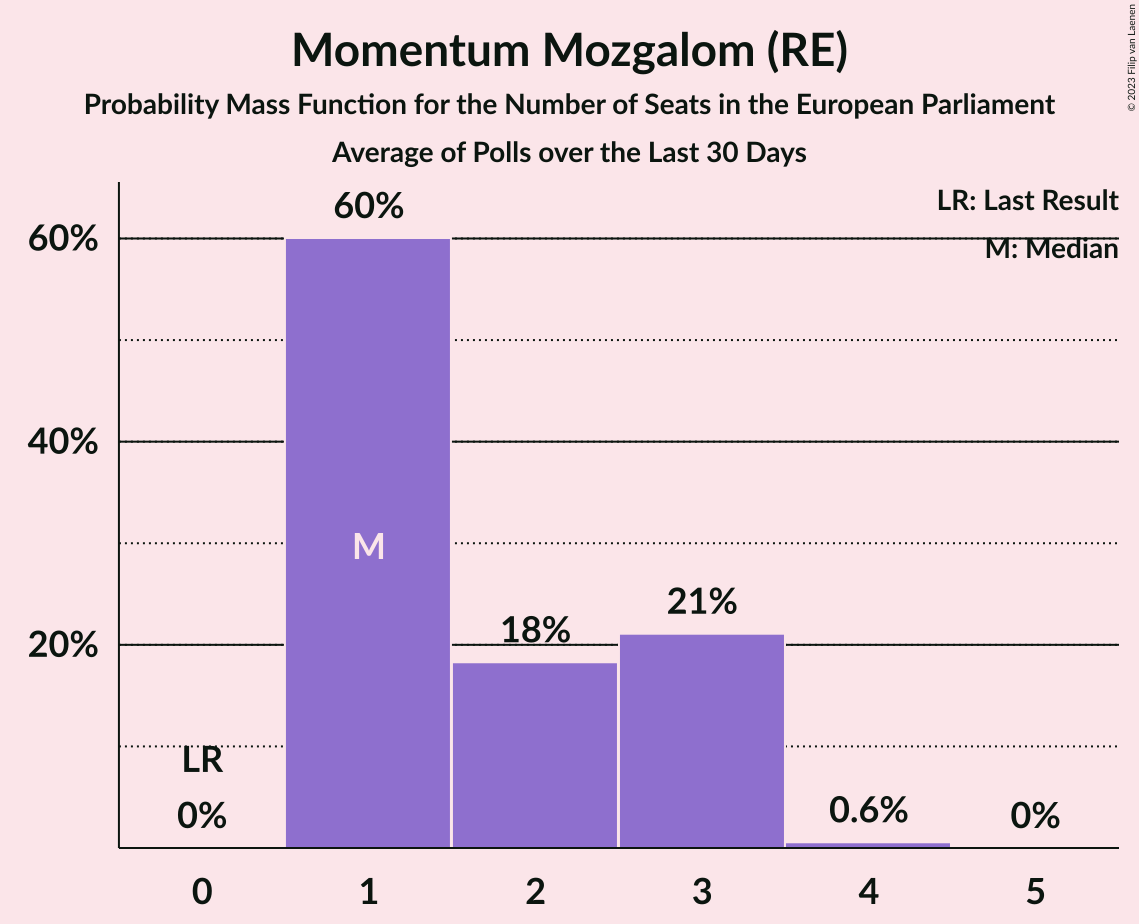 Momentum Mozgalom (RE)
Probability Mass Function for the Number of Seats in the European Parliament
Average of Polls over the Last 30 Days
© 2023 Filip van Laenen
LR: Last Result
M: Median
60%
60%
40%
M
21%
18%
20%
LR
0%
0.6%
0%
0 1 2 3 4 5